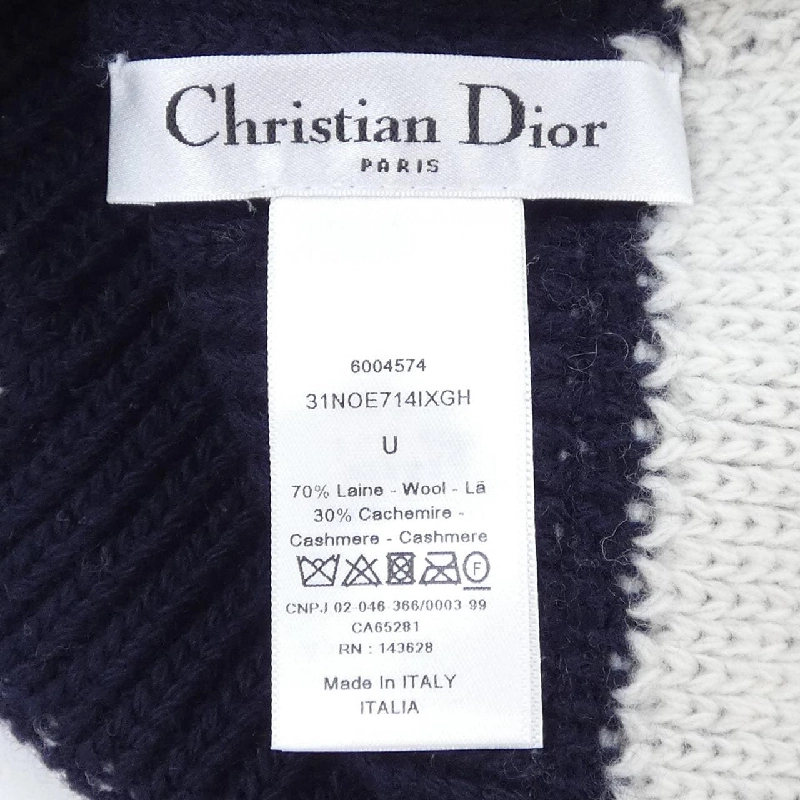 Christian Dior
PARIS
6004574
31NOE714IXGH
U
70% Laine - Wool - Lã
30% Cachemire -
Cashmere - Cashmere
F
CNPJ 02-046-366/0003 99
CA65281
RN : 143628
Made In ITALY
ITALIA